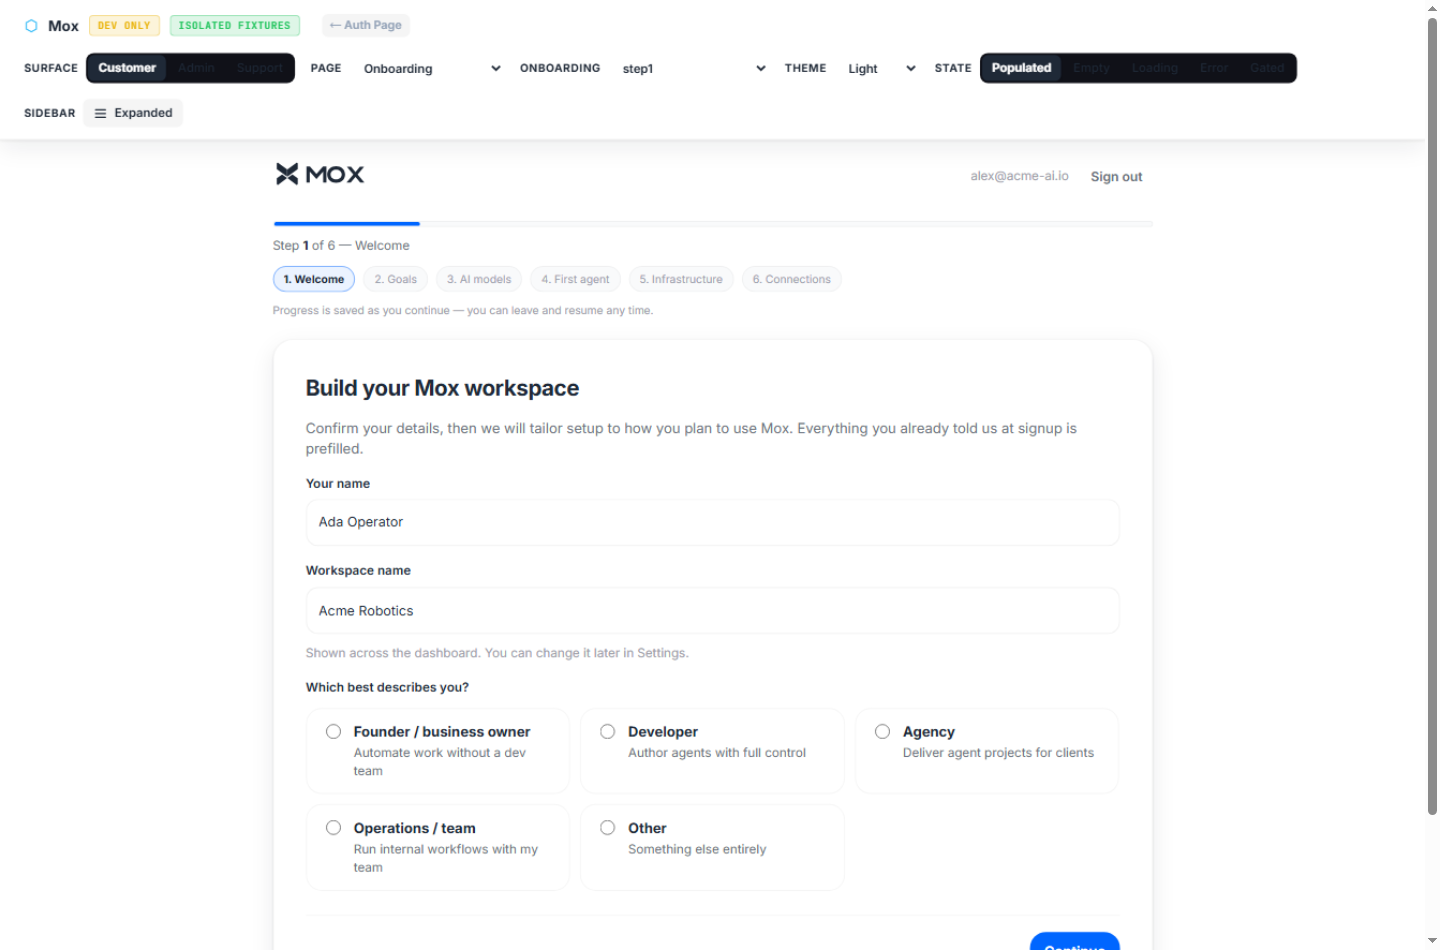 Mox DEV ONLY ISOLATED FIXTURES ← Auth Page
SURFACE Customer Admin Support PAGE Onboarding ONBOARDING step1 THEME Light STATE Populated Empty Loading Error Gated
SIDEBAR Expanded
MOX alex@acme-ai.io Sign out
Step 1 of 6 — Welcome
1. Welcome 2. Goals 3. AI models 4. First agent 5. Infrastructure 6. Connections
Progress is saved as you continue — you can leave and resume any time.
Build your Mox workspace
Confirm your details, then we will tailor setup to how you plan to use Mox. Everything you already told us at signup is
prefilled.
Your name
Ada Operator
Workspace name
Acme Robotics
Shown across the dashboard. You can change it later in Settings.
Which best describes you?
Founder / business owner
Automate work without a dev
team
Developer
Author agents with full control
Agency
Deliver agent projects for clients
Operations / team
Run internal workflows with my
team
Other
Something else entirely
Continue